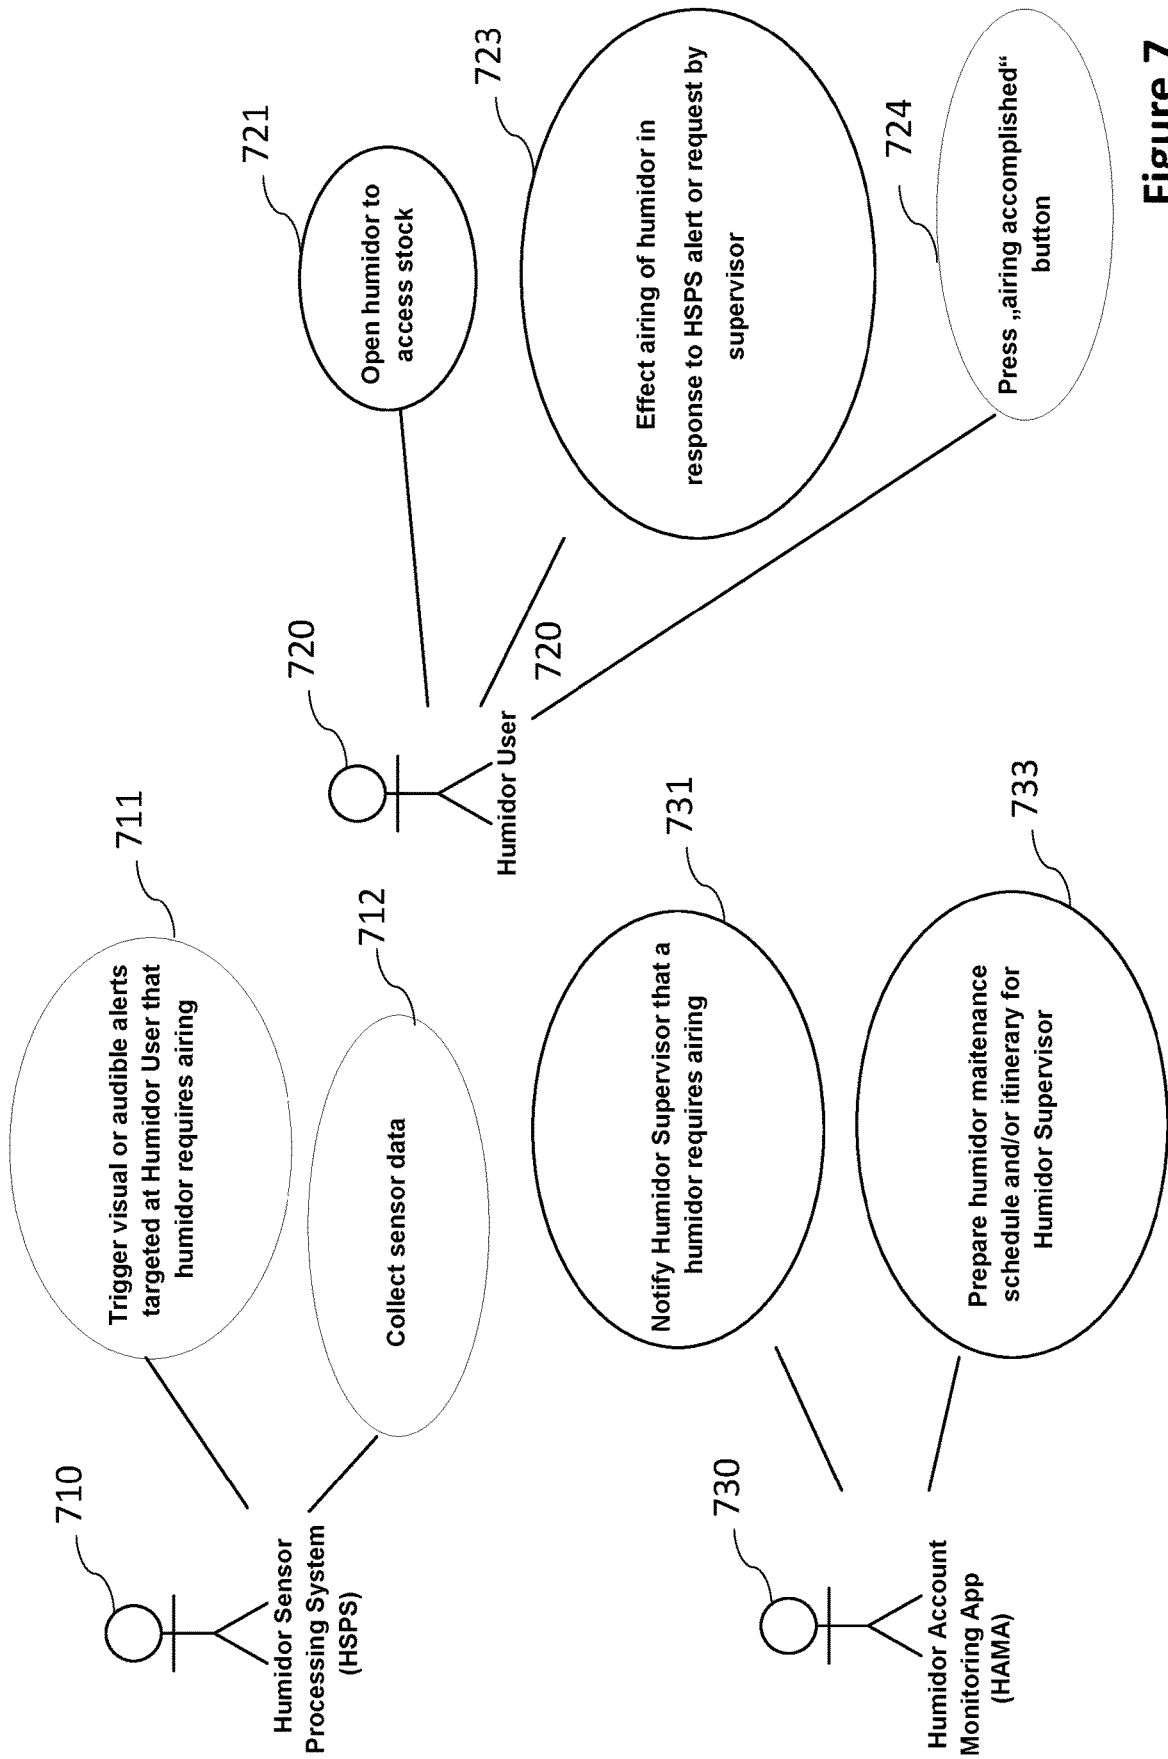 710
Humidor Sensor
Processing System
(HSPS)
711
Trigger visual or audible alerts
targeted at Humidor User that
humidor requires airing
712
Collect sensor data
720
Humidor User
720
721
Open humidor to
access stock
723
Effect airing of humidor in
response to HSPS alert or request by
supervisor
724
Press „airing accomplished“
button
730
Humidor Account
Monitoring App
(HAMA)
731
Notify Humidor Supervisor that a
humidor requires airing
733
Prepare humidor maitenance
schedule and/or itinerary for
Humidor Supervisor
Figure 7